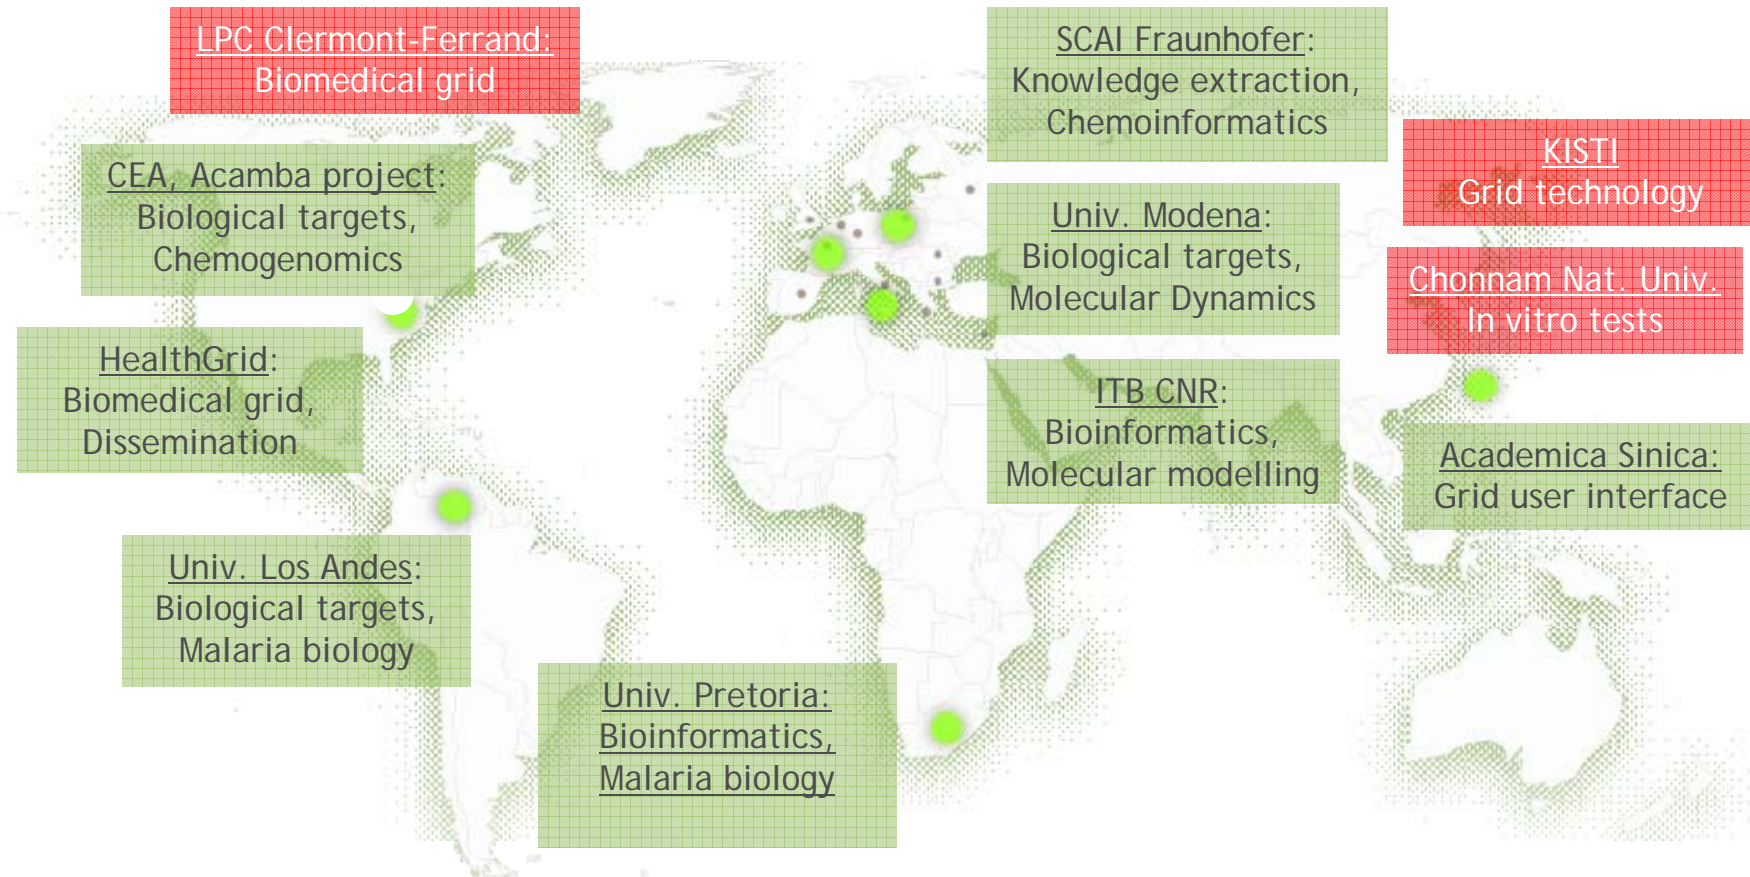 LPC Clermont-Ferrand:
Biomedical grid
SCAI Fraunhofer:
Knowledge extraction,
Chemoinformatics
KISTI
Grid technology
CEA, Acamba project:
Biological targets,
Chemogenomics
Univ. Modena:
Biological targets,
Molecular Dynamics
Chonnam Nat. Univ.
In vitro tests
HealthGrid:
Biomedical grid,
Dissemination
ITB CNR:
Bioinformatics,
Molecular modelling
Academica Sinica:
Grid user interface
Univ. Los Andes:
Biological targets,
Malaria biology
Univ. Pretoria:
Bioinformatics,
Malaria biology